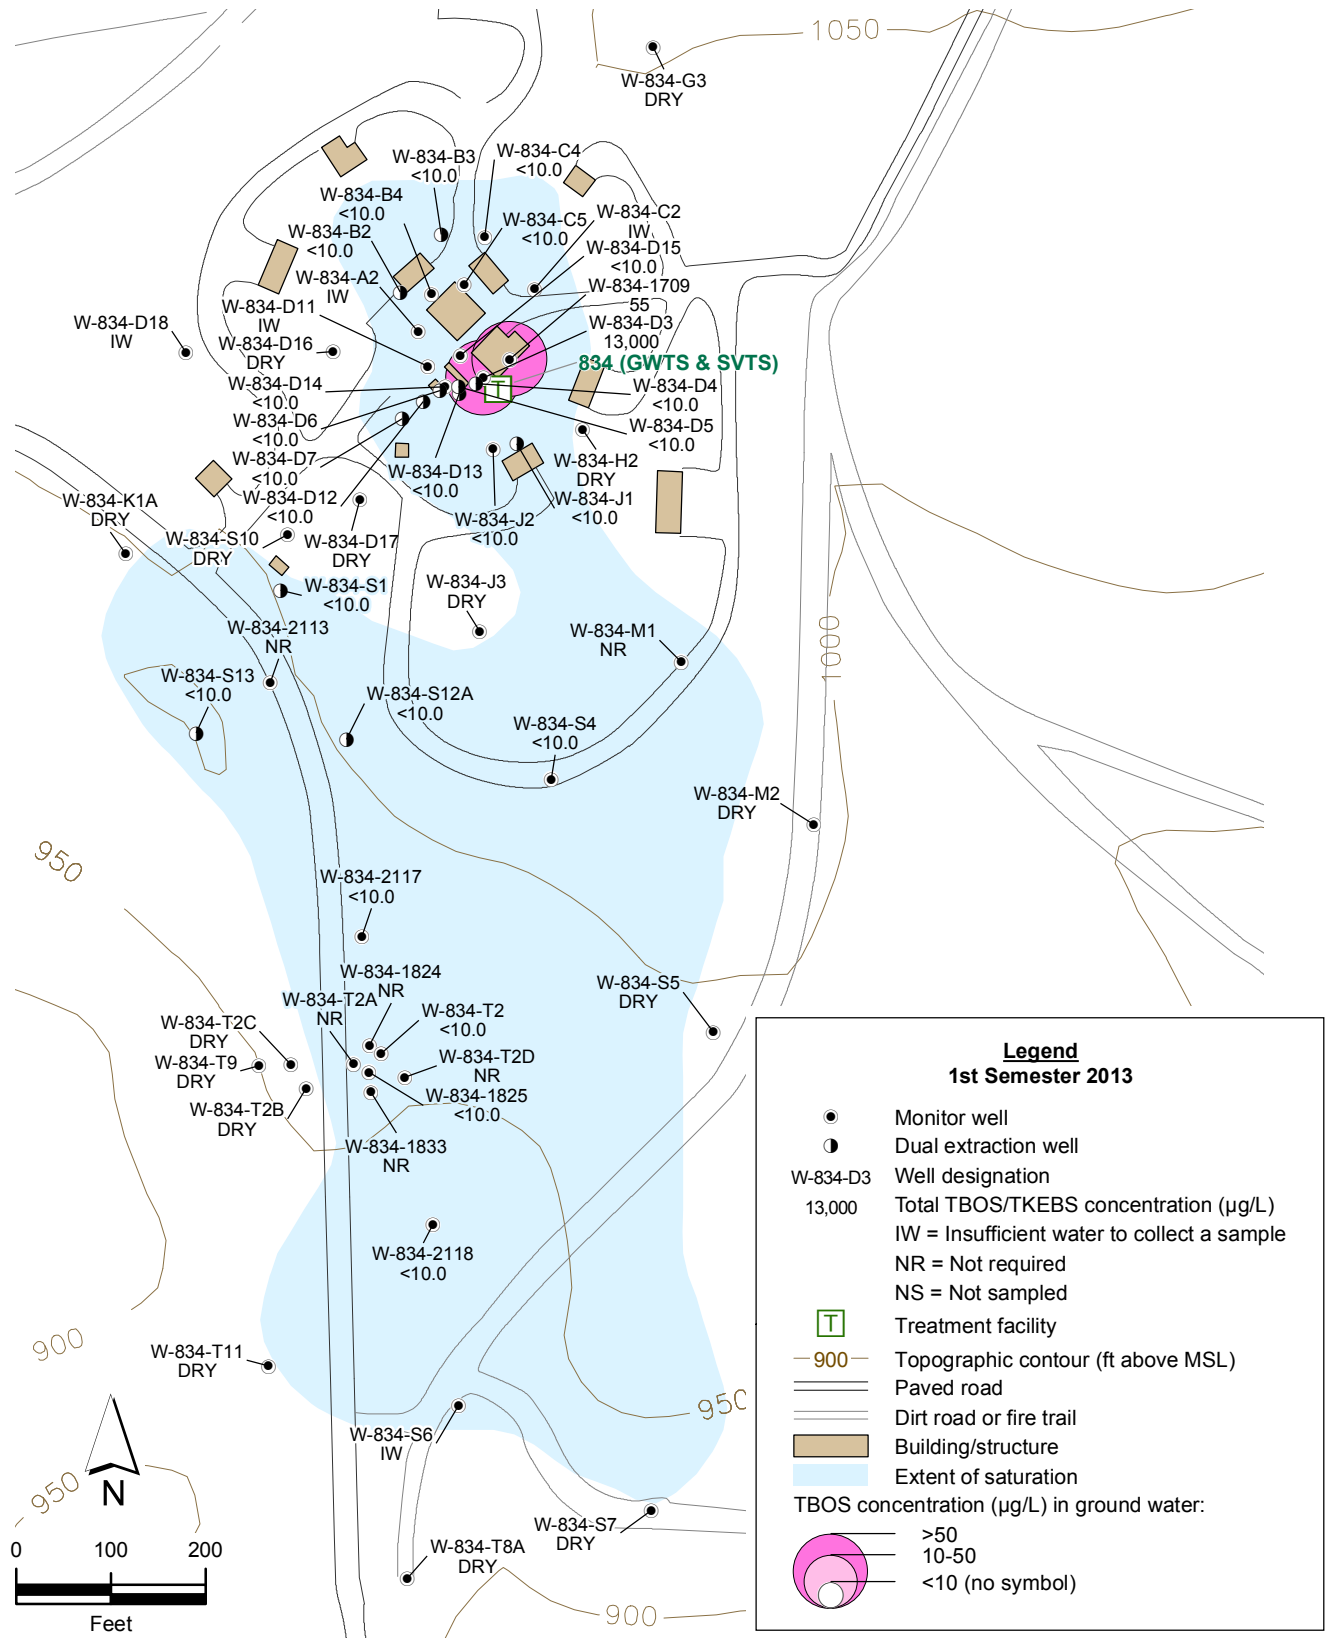 1050
W-834-G3
DRY
W-834-B3
<10.0
W-834-C4
<10.0
W-834-B4
<10.0
W-834-C5
<10.0
W-834-C2
IW
W-834-B2
<10.0
W-834-D15
<10.0
W-834-A2
IW
W-834-1709
55
W-834-D11
IW
W-834-D3
13,000
W-834-D18
IW
W-834-D16
DRY
834 (GWTS & SVTS)
T
W-834-D14
<10.0
W-834-D4
<10.0
W-834-D6
<10.0
W-834-D5
<10.0
W-834-D7
<10.0
W-834-D13
<10.0
W-834-H2
DRY
W-834-K1A
DRY
W-834-D12
<10.0
W-834-J1
<10.0
W-834-J2
<10.0
W-834-S10
DRY
W-834-D17
DRY
W-834-S1
<10.0
W-834-J3
DRY
W-834-2113
NR
W-834-M1
NR
1000
W-834-S13
<10.0
W-834-S12A
<10.0
W-834-S4
<10.0
W-834-M2
DRY
950
W-834-2117
<10.0
W-834-1824
NR
W-834-S5
DRY
W-834-T2A
NR
W-834-T2
<10.0
W-834-T2C
DRY
W-834-T9
DRY
W-834-T2D
NR
W-834-1825
<10.0
W-834-T2B
DRY
W-834-1833
NR
W-834-2118
<10.0
900
W-834-T11
DRY
950
W-834-S6
IW
950
N
W-834-S7
DRY
W-834-T8A
DRY
900
0 100 200
Feet
Legend
1st Semester 2013
Monitor well
Dual extraction well
W-834-D3 Well designation
13,000 Total TBOS/TKEBS concentration (µg/L)
IW = Insufficient water to collect a sample
NR = Not required
NS = Not sampled
T Treatment facility
900 Topographic contour (ft above MSL)
Paved road
Dirt road or fire trail
Building/structure
Extent of saturation
TBOS concentration (µg/L) in ground water:
>50
10-50
<10 (no symbol)